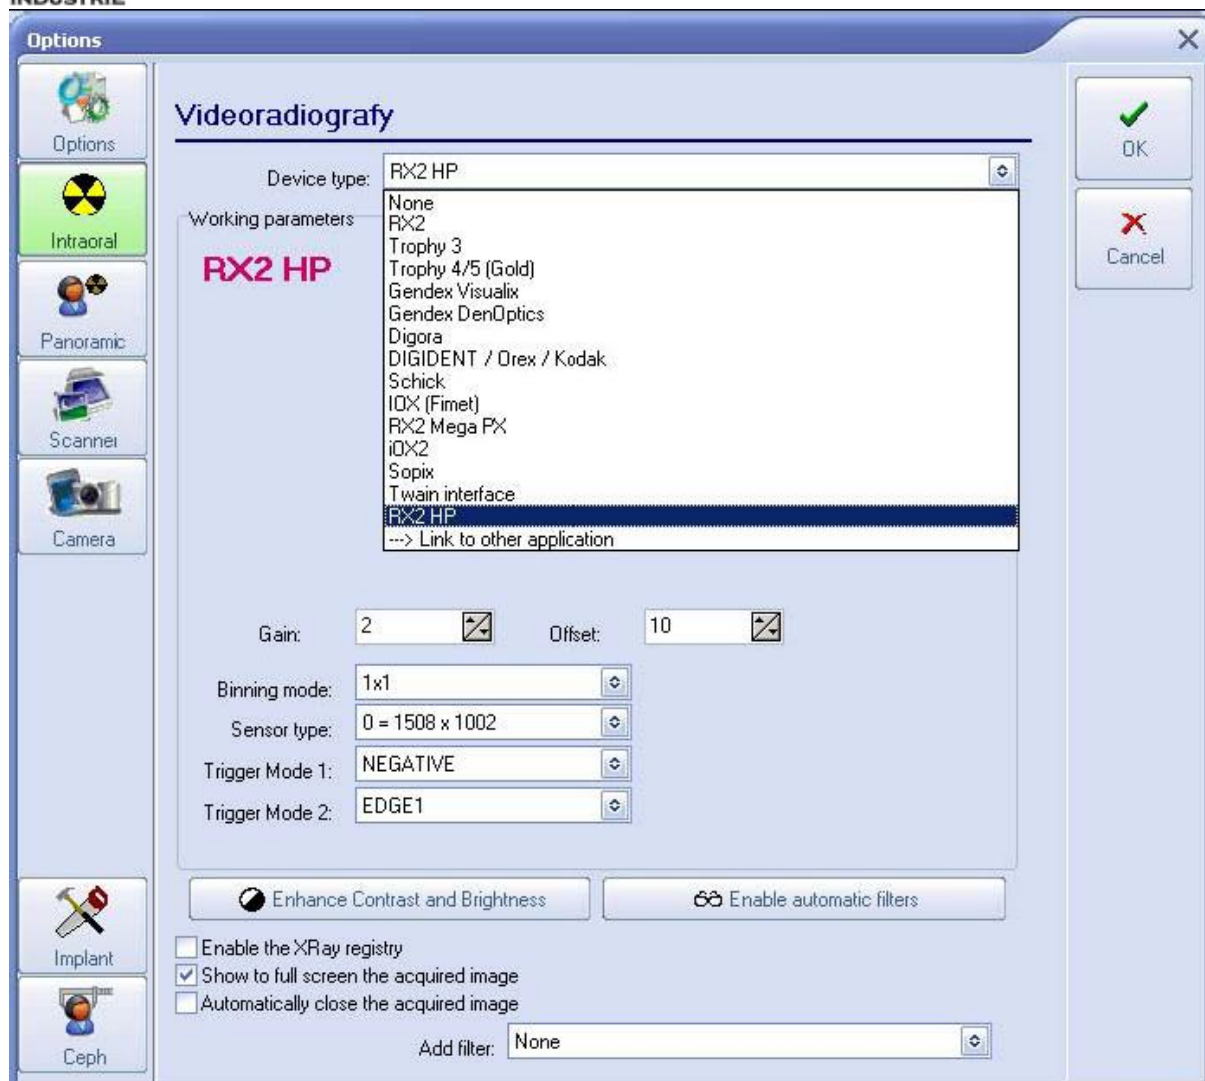 INDUSTRIE
Options
Options
Intraoral
Panoramic
Scanner
Camera
Implant
Ceph
Videoradiografy
Device type: RX2 HP
None
RX2
Trophy 3
Trophy 4/5 (Gold)
Gendex Visualix
Gendex DenOptics
Digora
DIGIDENT / Orex / Kodak
Schick
IOX (Fimet)
RX2 Mega PX
iOX2
Sopix
Twain interface
RX2 HP
---> Link to other application
Working parameters
RX2 HP
Gain: 2 Offset: 10
Binning mode: 1x1
Sensor type: 0 = 1508 x 1002
Trigger Mode 1: NEGATIVE
Trigger Mode 2: EDGE1
Enhance Contrast and Brightness Enable automatic filters
Enable the XRay registry
Show to full screen the acquired image
Automatically close the acquired image
Add filter: None
OK
Cancel